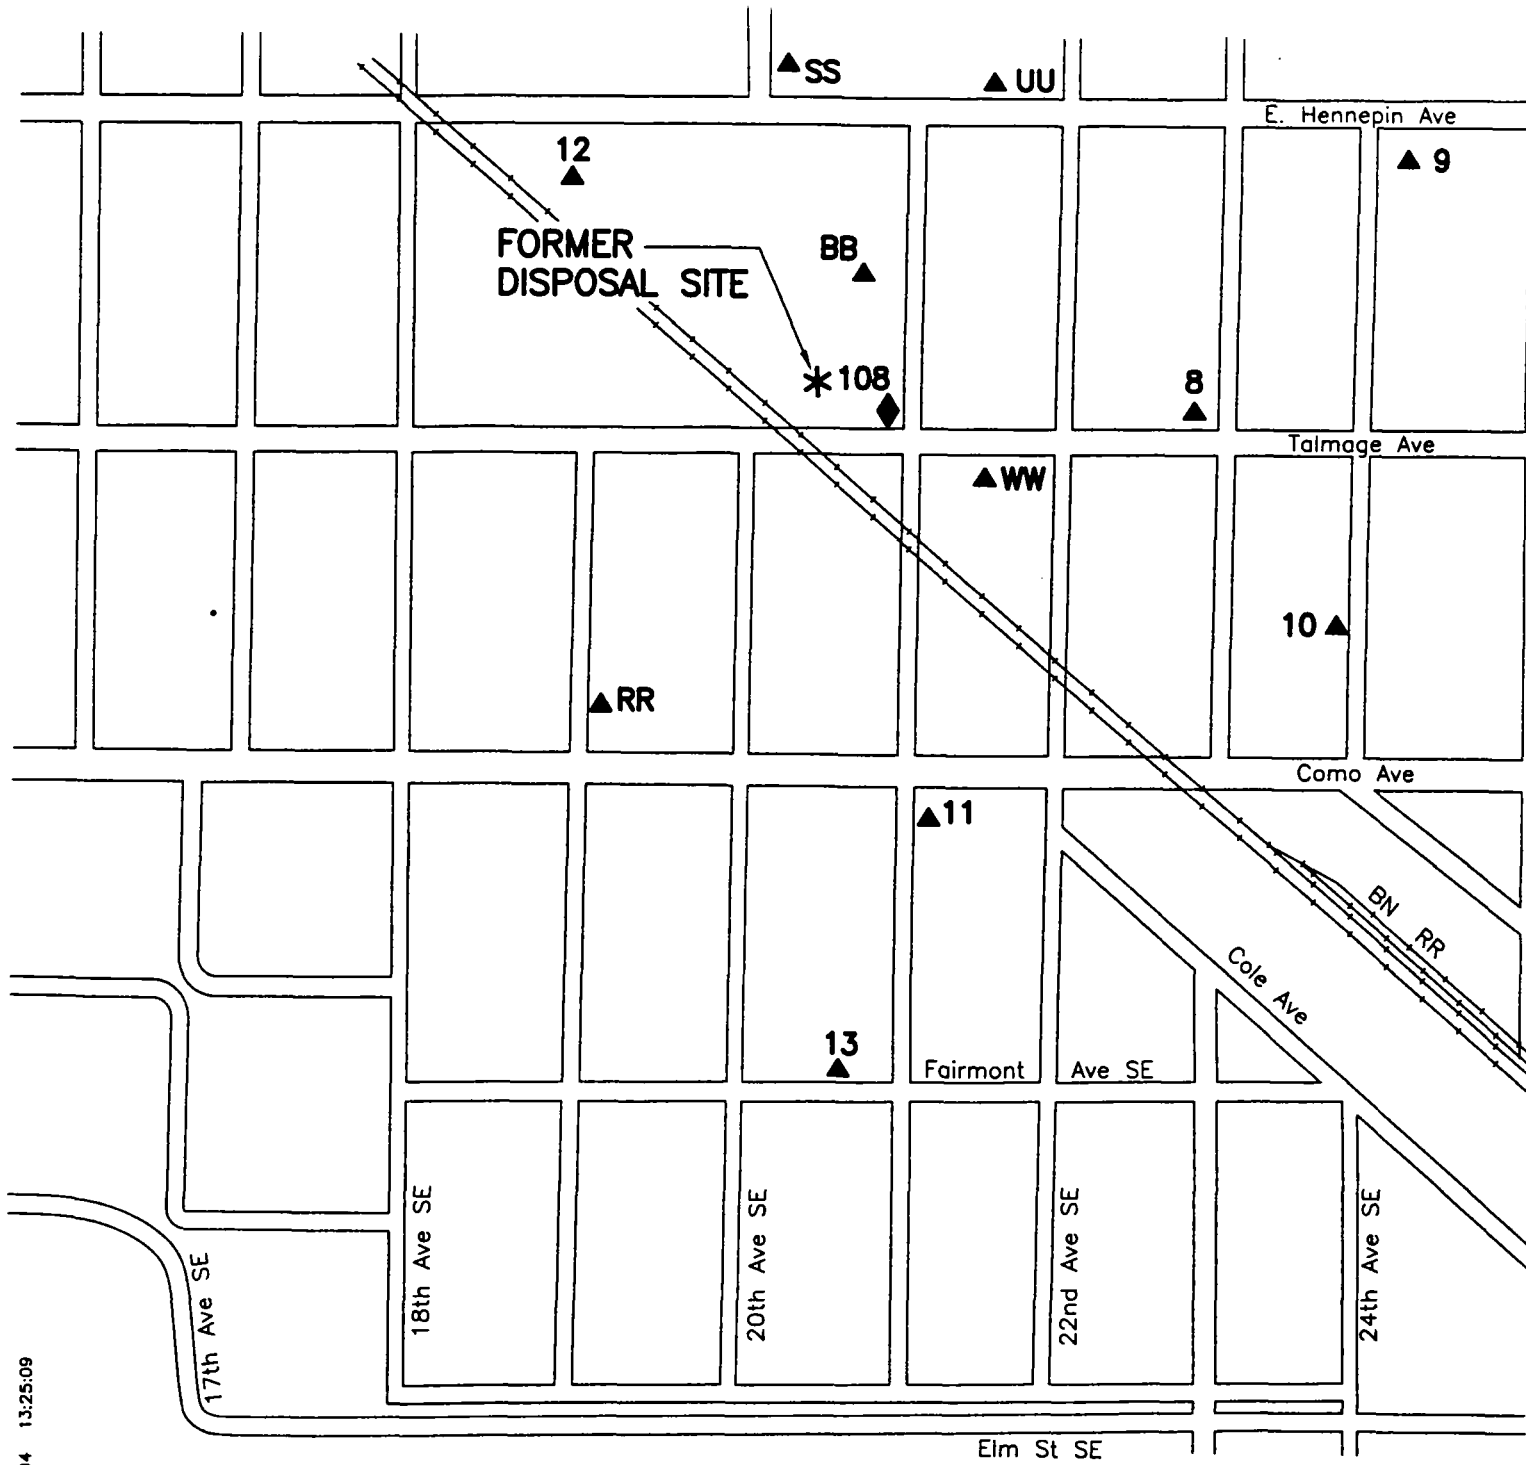 SS
UU
E. Hennepin Ave
12
9
FORMER
DISPOSAL SITE
BB
108
8
Talmage Ave
WW
10
RR
Como Ave
11
BN RR
Cole Ave
13
Fairmont Ave SE
17th Ave SE
18th Ave SE
20th Ave SE
22nd Ave SE
24th Ave SE
13:25:09
Elm St SE